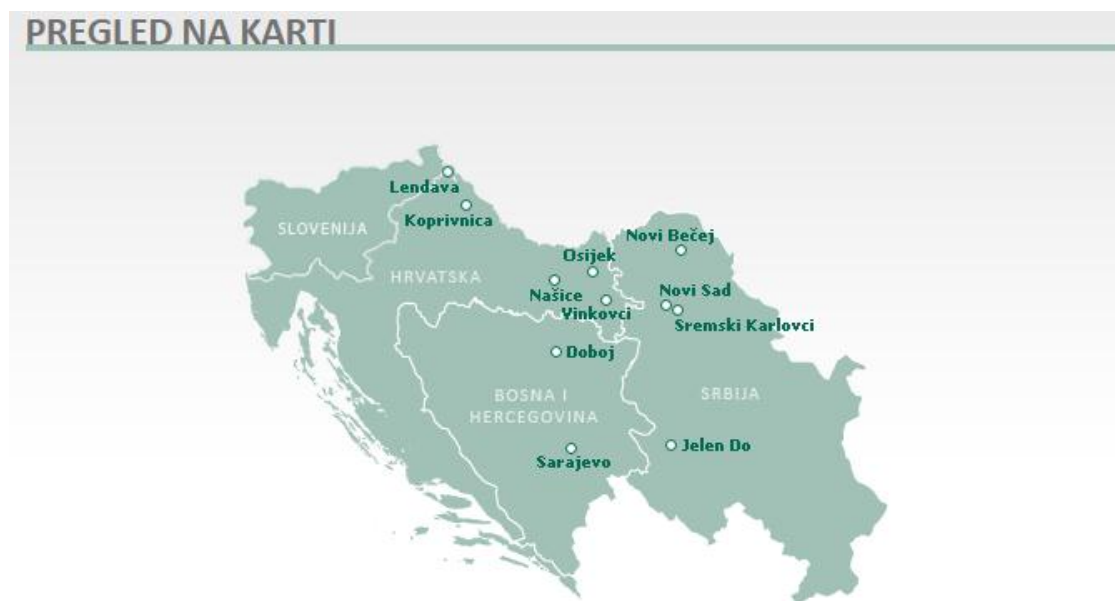 PREGLED NA KARTI
Lendava
Koprivnica
SLOVENIJA
Novi Bečej
Osijek
HRVATSKA
Našice
Novi Sad
Vinkovci
Sremski Karlovci
Doboj
BOSNA I
HERCEGOVINA
SRBIJA
Jelen Do
Sarajevo